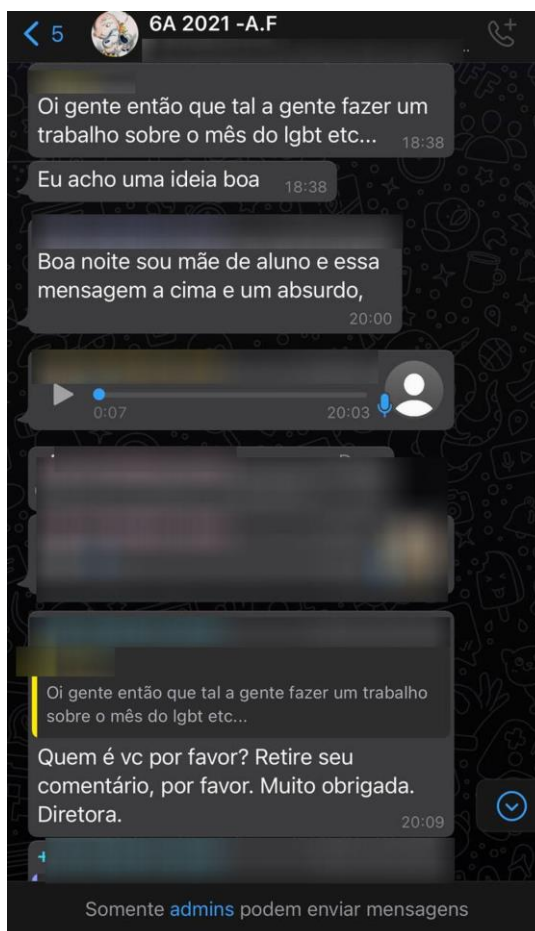 5
6A 2021 -A.F
Oi gente então que tal a gente fazer um
trabalho sobre o mês do lgbt etc...
18:38
Eu acho uma ideia boa
18:38
Boa noite sou mãe de aluno e essa
mensagem a cima e um absurdo,
20:00
0:07
20:03
Oi gente então que tal a gente fazer um trabalho
sobre o mês do lgbt etc...
Quem é vc por favor? Retire seu
comentário, por favor. Muito obrigada.
Diretora.
20:09
Somente admins podem enviar mensagens